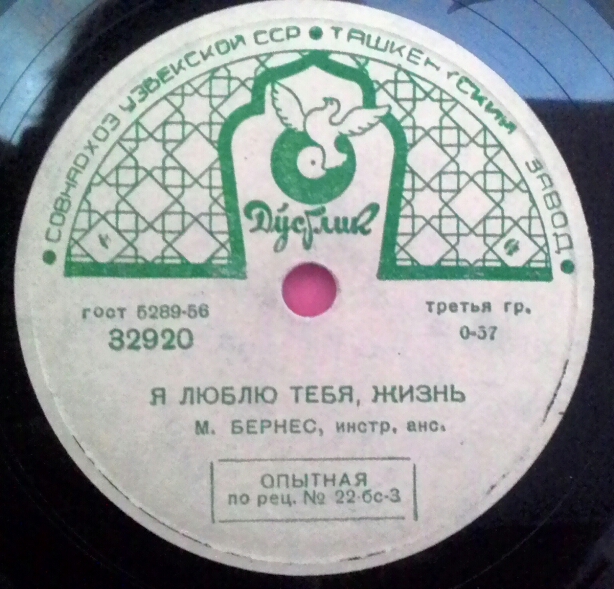 СОВНАРХОЗ УЗБЕКСКОЙ ССР • ТАШКЕНТСКИЙ ЗАВОД
Дўстлик
гост 5289-56
третья гр.
32920
0-57
Я ЛЮБЛЮ ТЕБЯ, ЖИЗНЬ
М. БЕРНЕС, инстр. анс.
ОПЫТНАЯ
по рец. № 22-бс-3